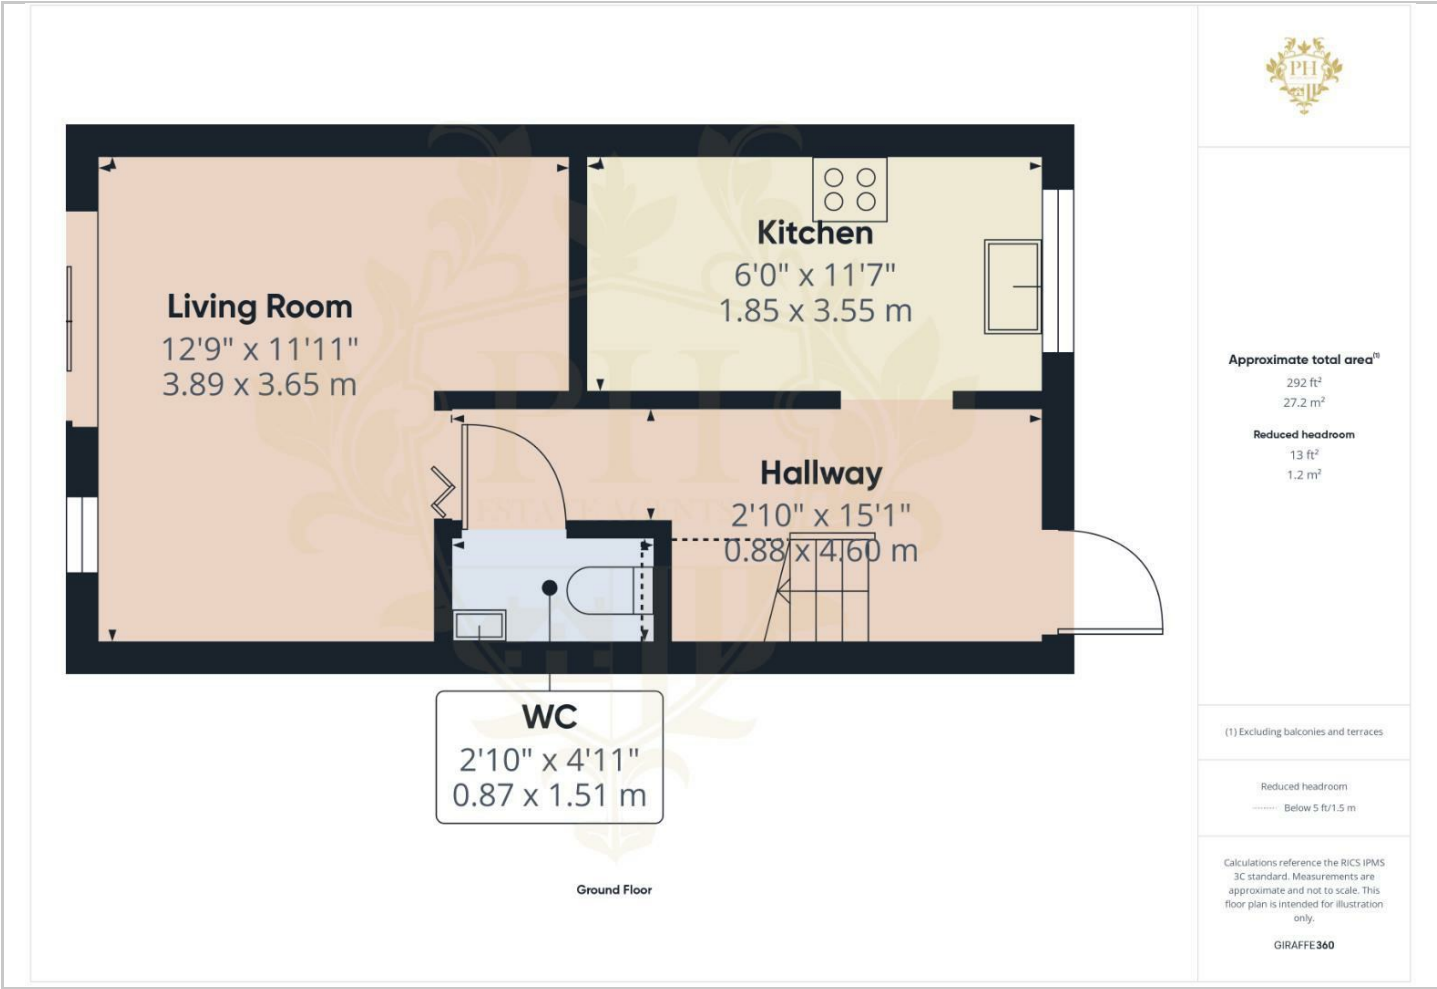 Living Room
12'9" x 11'11"
3.89 x 3.65 m
Kitchen
6'0" x 11'7"
1.85 x 3.55 m
Hallway
2'10" x 15'1"
0.88 x 4.60 m
WC
2'10" x 4'11"
0.87 x 1.51 m
Ground Floor
PH
ESTATE AGENTS
PH
Approximate total area(1)
292 ft²
27.2 m²
Reduced headroom
13 ft²
1.2 m²
(1) Excluding balconies and terraces
Reduced headroom
Below 5 ft/1.5 m
Calculations reference the RICS IPMS
3C standard. Measurements are
approximate and not to scale. This
floor plan is intended for illustration
only.
GIRAFFE360